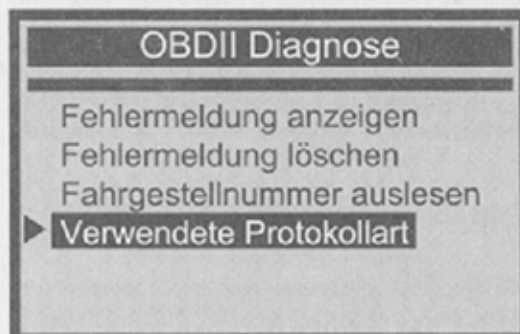 OBDII Diagnose
Fehlermeldung anzeigen
Fehlermeldung löschen
Fahrgestellnummer auslesen
Verwendete Protokollart